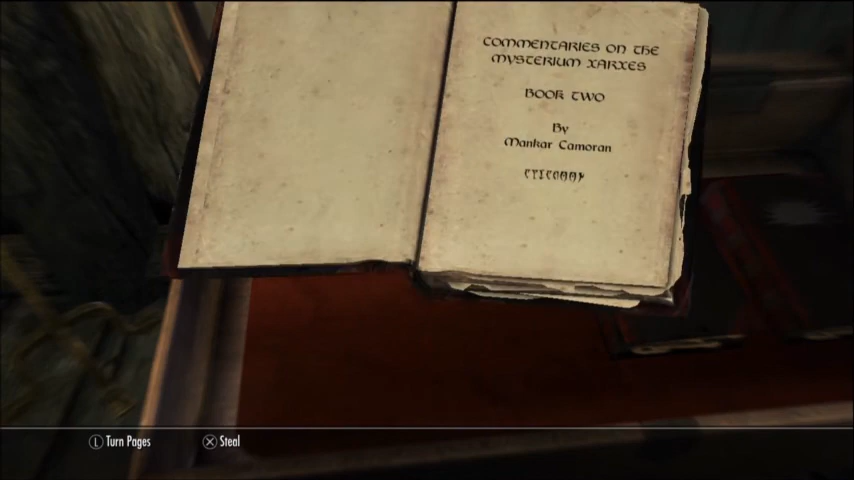 COMMENTARIES ON THE
MYSTERIUM XARXES
BOOK TWO
By
Mankar Camoran
L Turn Pages
X Steal